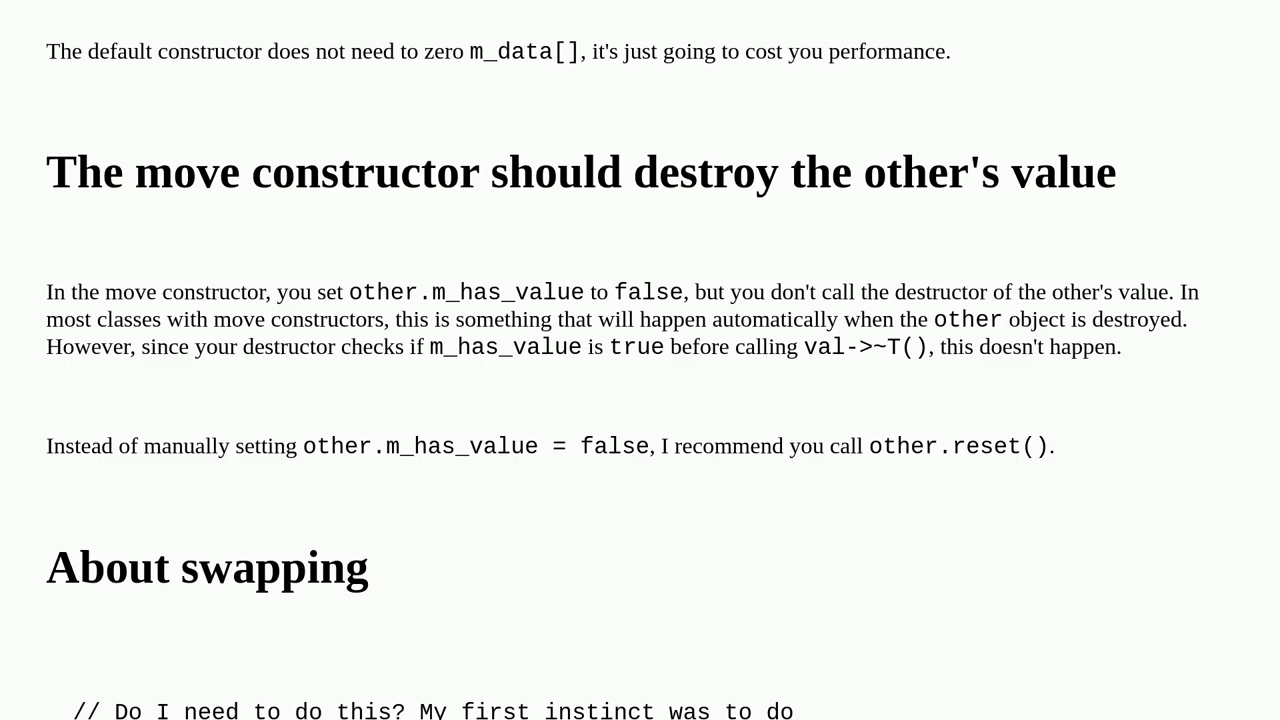 The default constructor does not need to zero m_data[], it's just going to cost you performance.
The move constructor should destroy the other's value
In the move constructor, you set other.m_has_value to false, but you don't call the destructor of the other's value. In
most classes with move constructors, this is something that will happen automatically when the other object is destroyed.
However, since your destructor checks if m_has_value is true before calling val->~T(), this doesn't happen.
Instead of manually setting other.m_has_value = false, I recommend you call other.reset().
About swapping
// Do I need to do this? My first instinct was to do